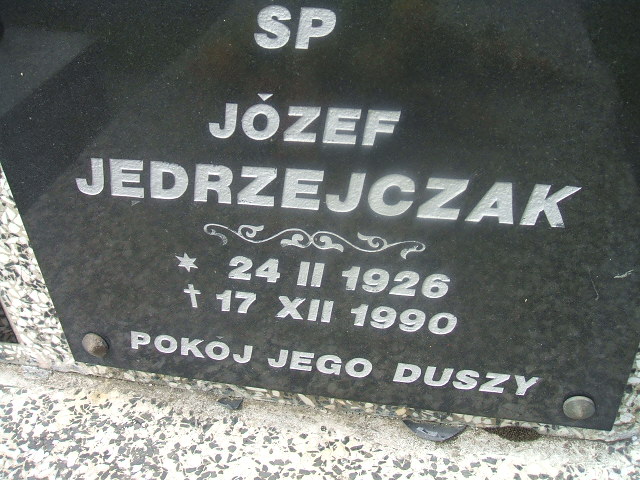 SP
JÓZEF
JEDRZEJCZAK
* 24 II 1926
† 17 XII 1990
POKOJ JEGO DUSZY